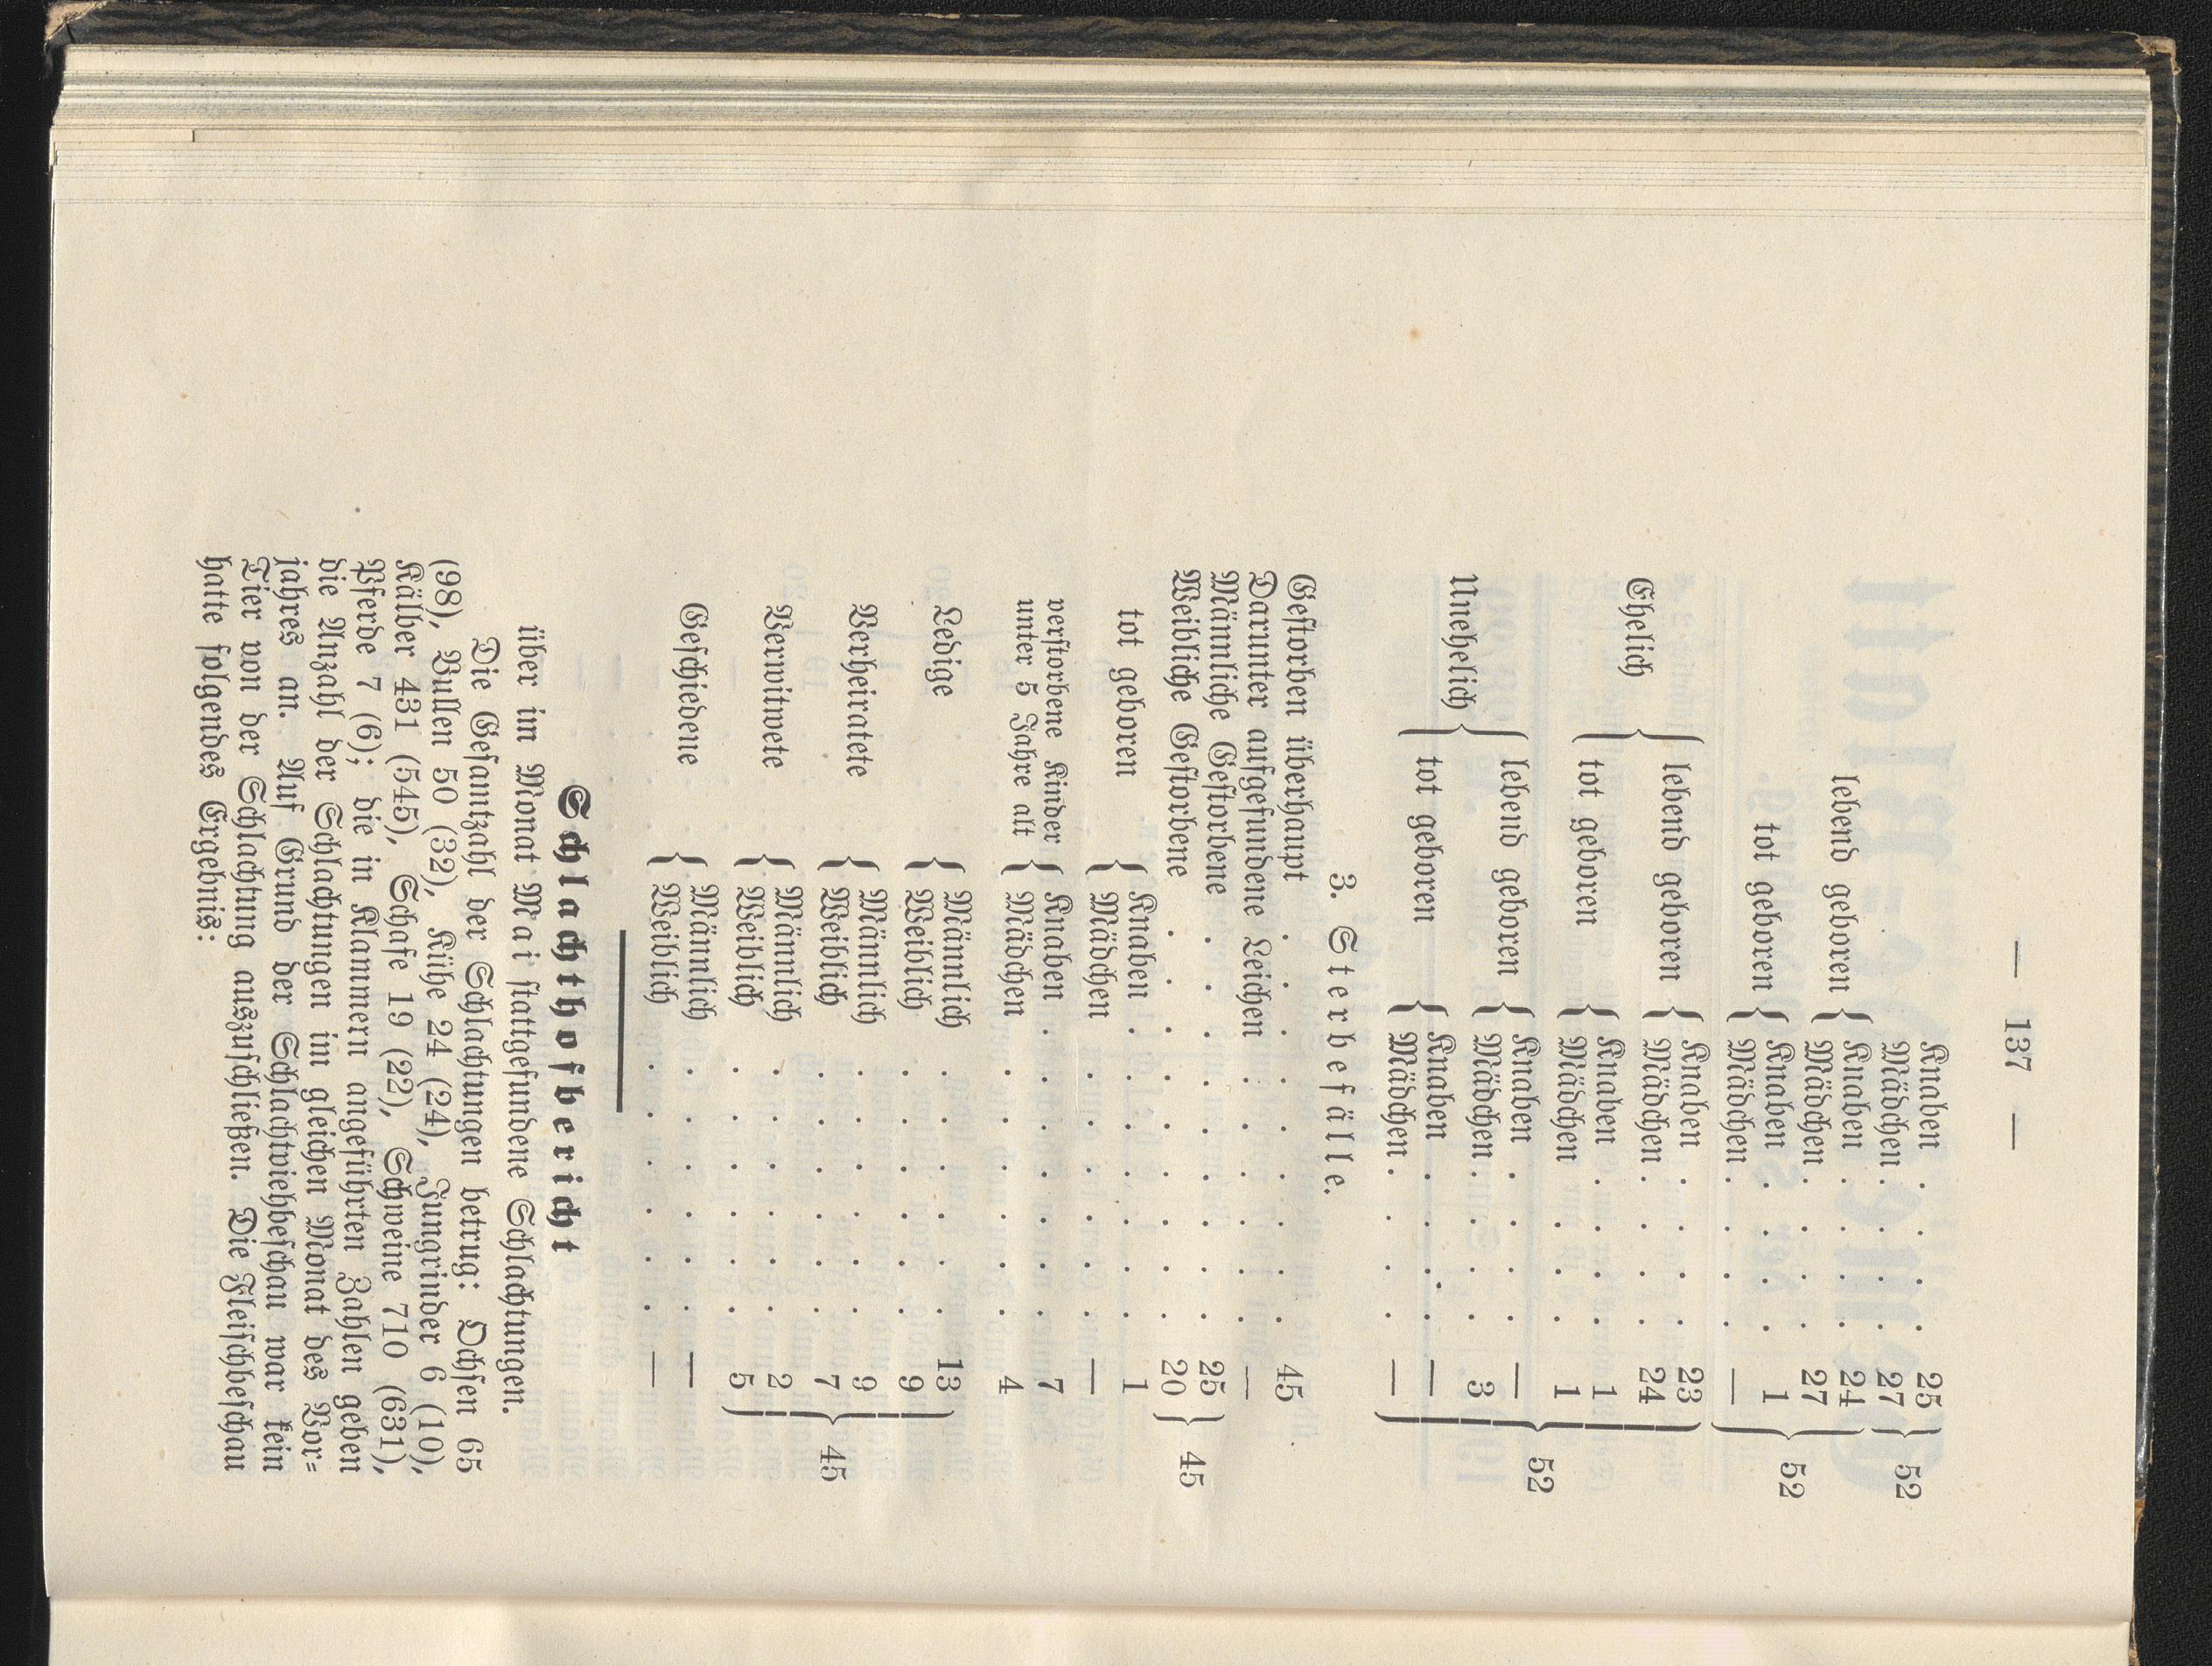 — 137 —
Knaben . . . . 25
Mädchen . . . . 27 } 52
lebend geboren { Knaben . . . . 24
Mädchen . . . . 27
tot geboren { Knaben . . . . 1
Mädchen . . . . — } 52
Ehelich { lebend geboren { Knaben . . . . 23
Mädchen . . . . 24
tot geboren { Knaben . . . . 1
Mädchen . . . . 1
Unehelich { lebend geboren { Knaben . . . . —
Mädchen . . . . 3
tot geboren { Knaben . . . . —
Mädchen . . . . — } 52
3. Sterbefälle.
Gestorben überhaupt . . . . . . . . . 45
Darunter aufgefundene Leichen . . . . . . —
Männliche Gestorbene . . . . . . . . . 25
Weibliche Gestorbene . . . . . . . . . 20 } 45
tot geboren { Knaben . . . . . . . 1
Mädchen . . . . . . —
verstorbene Kinder
unter 5 Jahre alt { Knaben . . . . . . . 7
Mädchen . . . . . . 4
Ledige { Männlich . . . . . . 13
Weiblich . . . . . . 9
Verheiratete { Männlich . . . . . . 9
Weiblich . . . . . . 7
Verwitwete { Männlich . . . . . . 2
Weiblich . . . . . . 5 } 45
Geschiedene { Männlich . . . . . . —
Weiblich . . . . . . —
Schlachthofbericht
über im Monat Mai stattgefundene Schlachtungen.
Die Gesamtzahl der Schlachtungen betrug: Ochsen 65
(98), Bullen 50 (32), Kühe 24 (24), Jungrinder 6 (10),
Kälber 431 (545), Schafe 19 (22), Schweine 710 (631),
Pferde 7 (6); die in Klammern angeführten Zahlen geben
die Anzahl der Schlachtungen im gleichen Monat des Vor-
jahres an. Auf Grund der Schlachtviehbeschau war kein
Tier von der Schlachtung auszuschließen. Die Fleischbeschau
hatte folgendes Ergebnis: